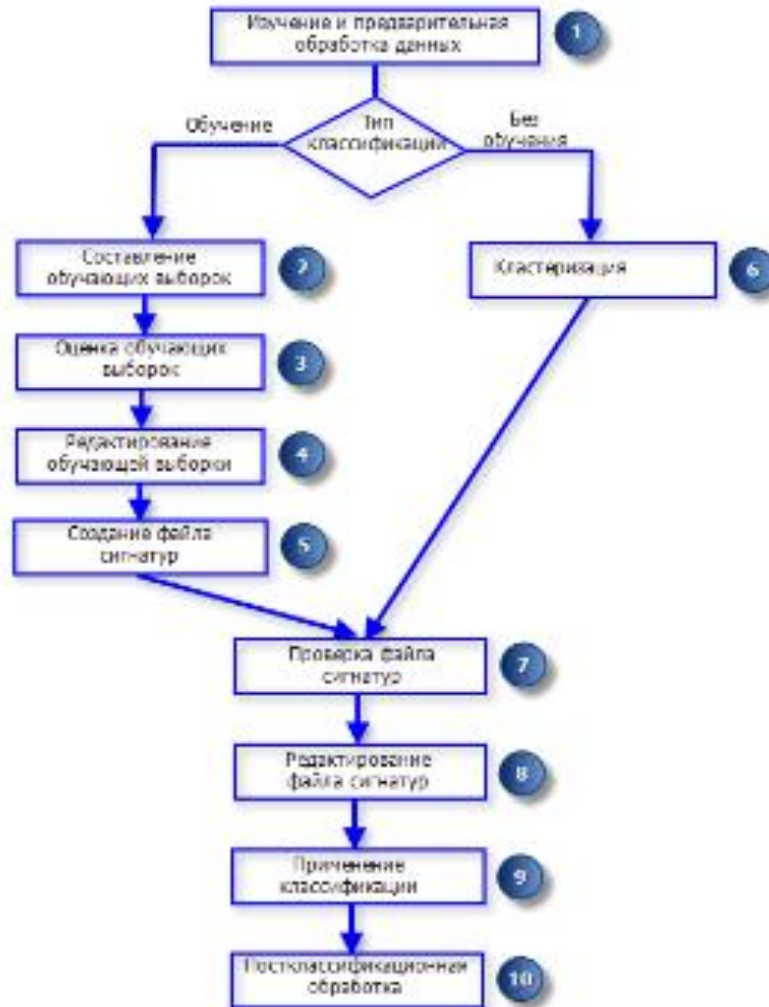 Изучение и предварительная
обработка данных
1
Обучение
Тип
классификации
Без
обучения
Составление
обучающих выборок
2
Кластеризация
6
Оценка обучающих
выборок
3
Редактирование
обучающей выборки
4
Создание файла
сигнатур
5
Проверка файла
сигнатур
7
Редактирование
файла сигнатур
8
Применение
классификации
9
Постклассификационная
обработка
10